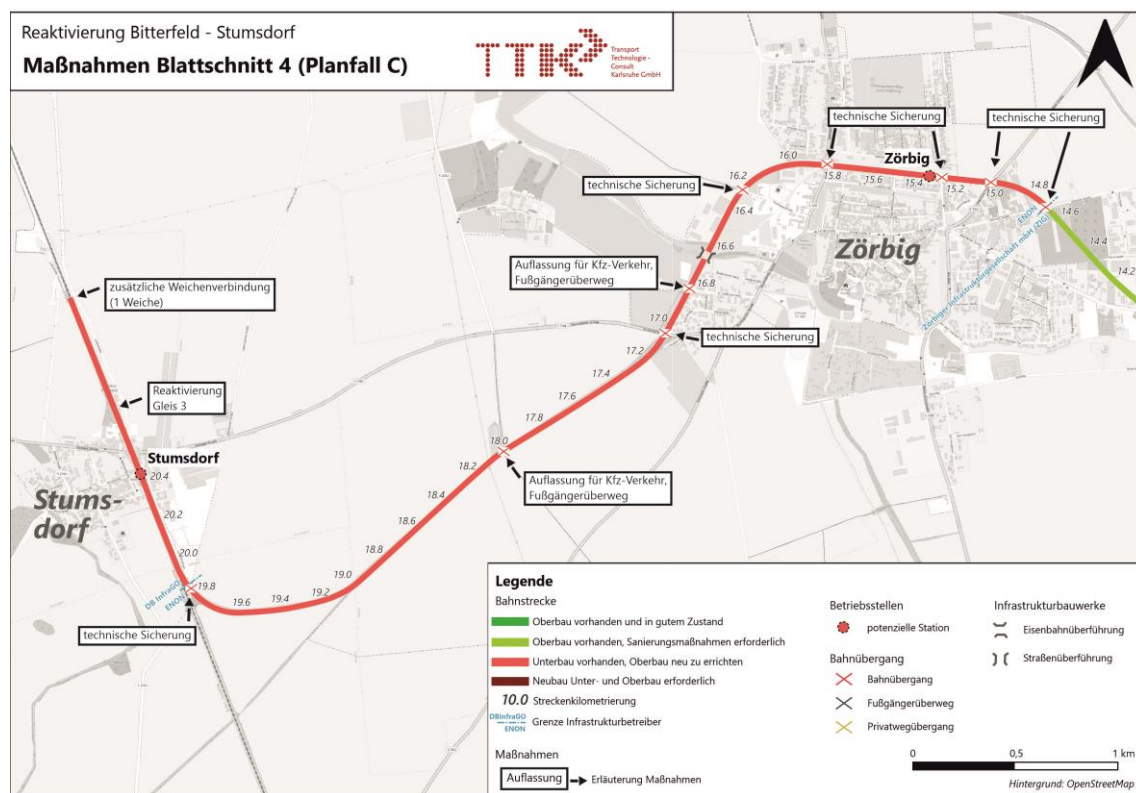 Reaktivierung Bitterfeld - Stumsdorf
Maßnahmen Blattschnitt 4 (Planfall C)
TTK
Transport
Technologie -
Consult
Karlsruhe GmbH
technische Sicherung
technische Sicherung
Zörbig
16.0
15.8
15.6
15.4
15.2
15.0
14.8
14.6
14.4
14.2
ENON
Zörbiger Infrastrukturgesellschaft mbH (ZIG)
technische Sicherung
16.2
16.4
16.6
Zörbig
Auflassung für Kfz-Verkehr,
Fußgängerüberweg
16.8
17.0
technische Sicherung
zusätzliche Weichenverbindung
(1 Weiche)
17.2
17.4
17.6
17.8
18.0
Reaktivierung
Gleis 3
Stumsdorf
20.4
Stums-
dorf
18.2
Auflassung für Kfz-Verkehr,
Fußgängerüberweg
18.4
18.6
18.8
19.0
19.2
19.4
19.6
19.8
20.0
20.2
DB InfraGO
ENON
technische Sicherung
Legende
Bahnstrecke
Oberbau vorhanden und in gutem Zustand
Oberbau vorhanden, Sanierungsmaßnahmen erforderlich
Unterbau vorhanden, Oberbau neu zu errichten
Neubau Unter- und Oberbau erforderlich
10.0 Streckenkilometrierung
DBInfraGO
ENON
Grenze Infrastrukturbetreiber
Maßnahmen
Auflassung Erläuterung Maßnahmen
Betriebsstellen
potenzielle Station
Bahnübergang
Bahnübergang
Fußgängerüberweg
Privatwegübergang
Infrastrukturbauwerke
Eisenbahnüberführung
Straßenüberführung
0 0,5 1 km
Hintergrund: OpenStreetMap